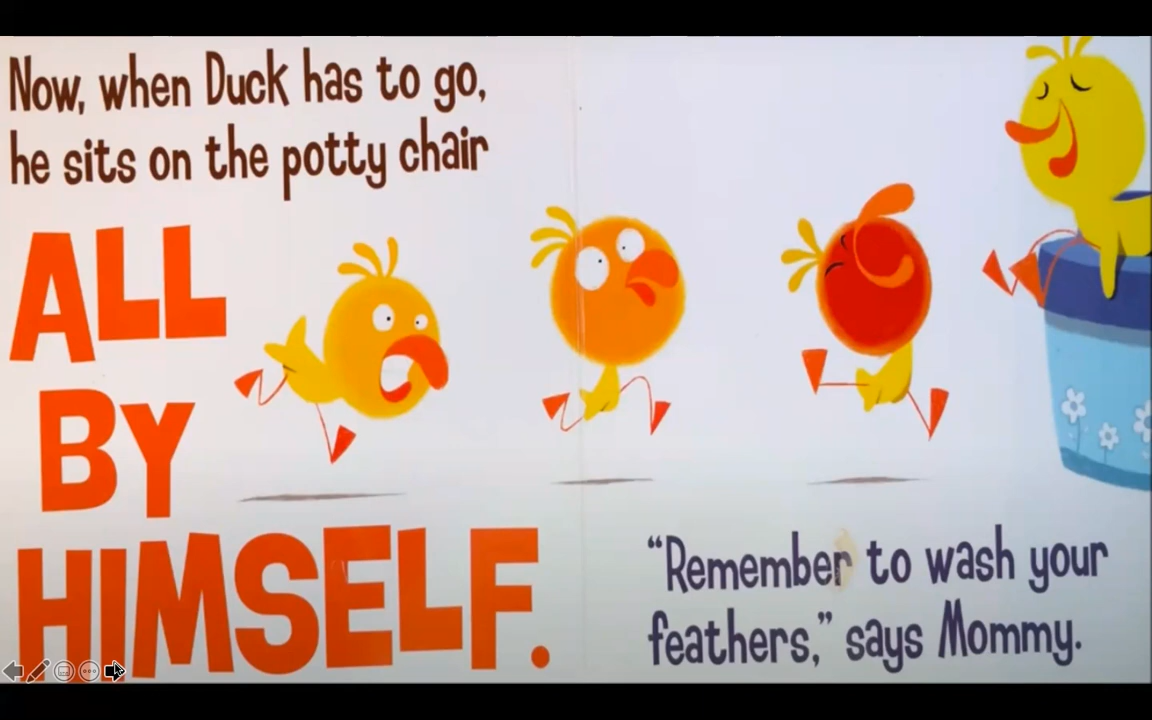 Now, when Duck has to go,
he sits on the potty chair
ALL
BY
HIMSELF.
“Remember to wash your
feathers,” says Mommy.